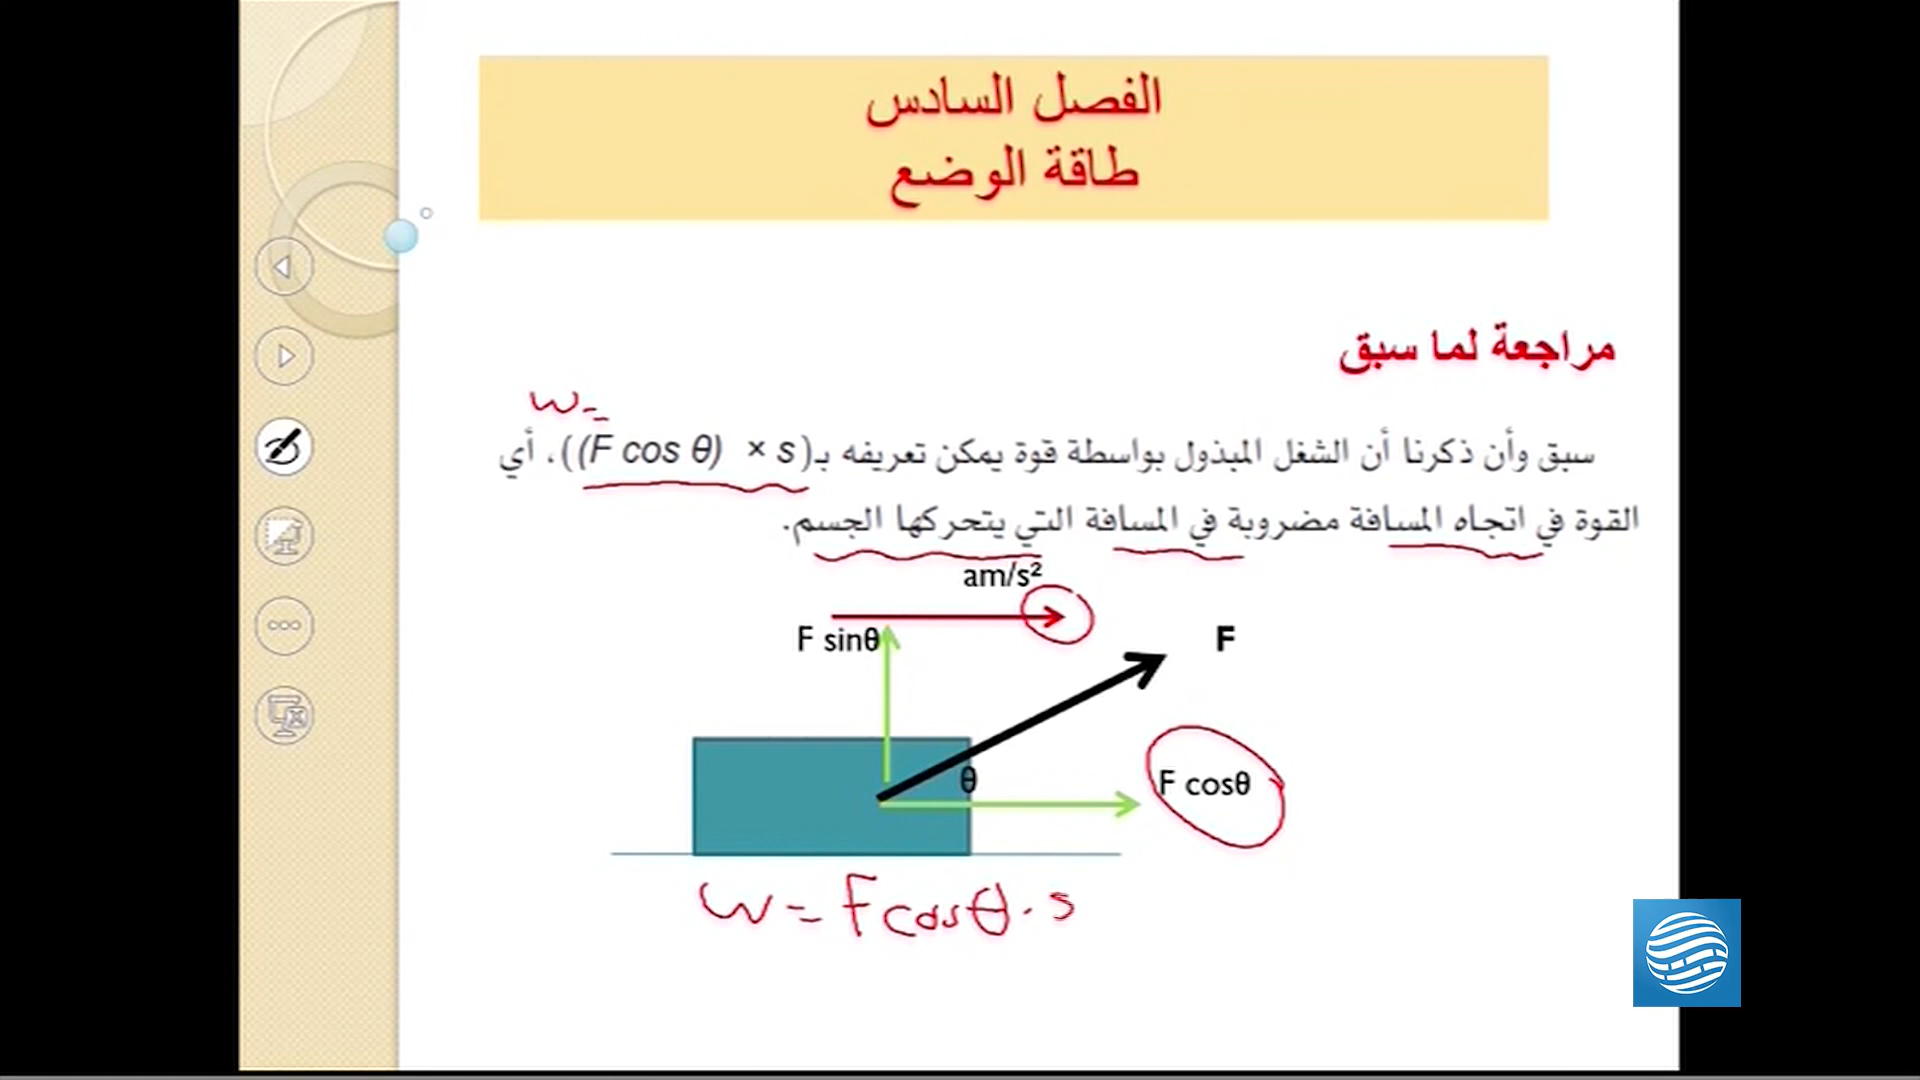 الفصل السادس
طاقة الوضع
مراجعة لما سبق
w=
سبق وأن ذكرنا أن الشغل المبذول بواسطة قوة يمكن تعريفه بـ((F cos θ) × s)، أي
القوة في اتجاه المسافة مضروبة في المسافة التي يتحركها الجسم.
am/s²
F sinθ
F
θ
F cosθ
w = F cosθ . s